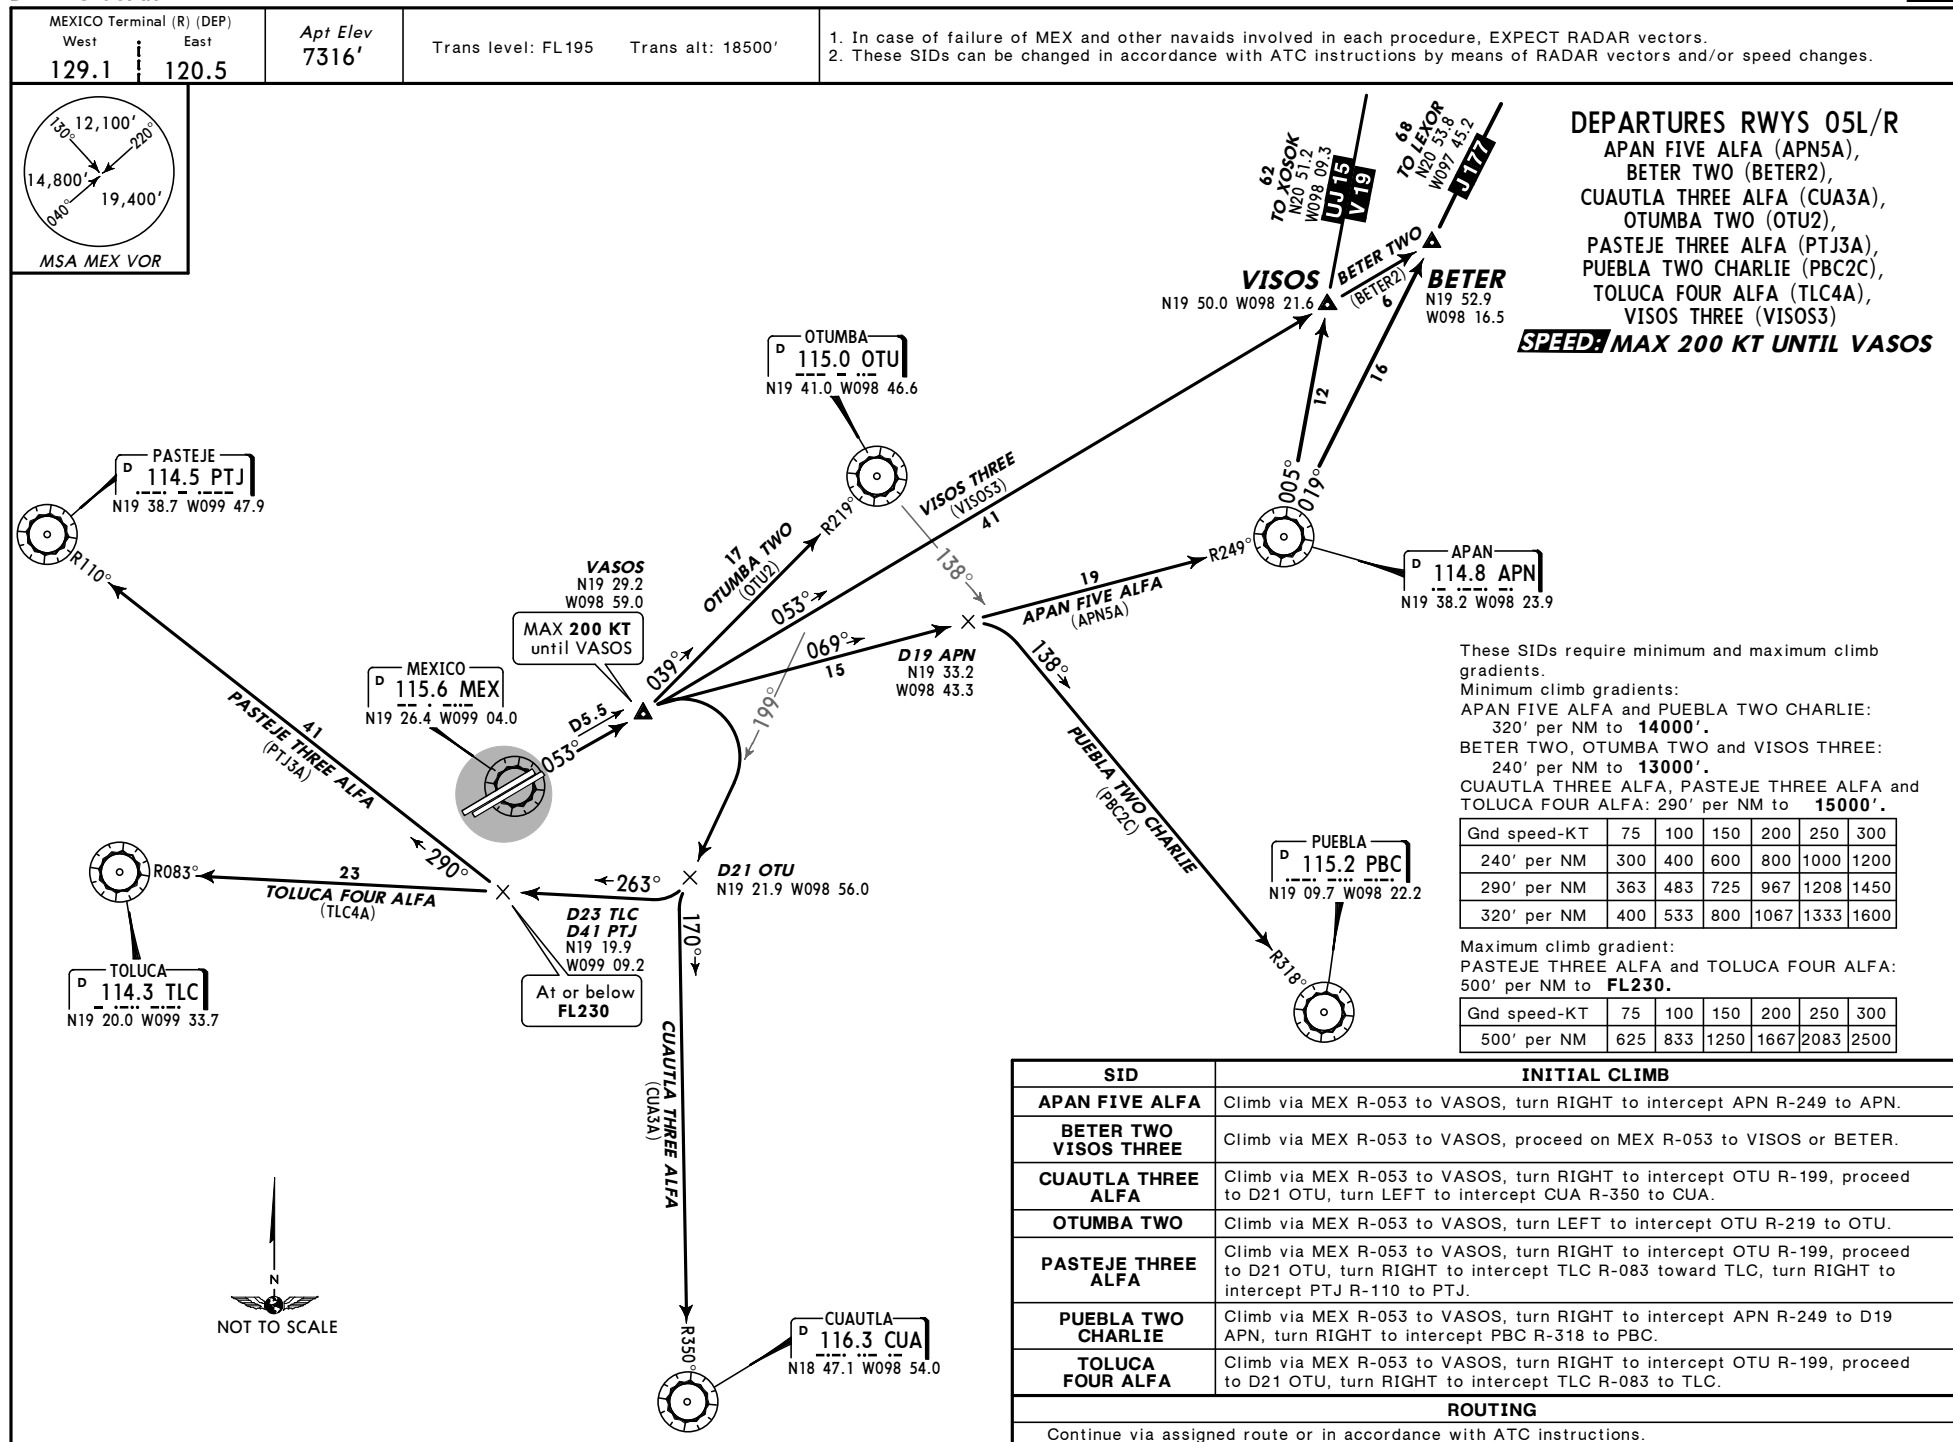 MEXICO Terminal (R) (DEP)
West East
129.1 120.5
Apt Elev
7316'
Trans level: FL195 Trans alt: 18500'
1. In case of failure of MEX and other navaids involved in each procedure, EXPECT RADAR vectors.
2. These SIDs can be changed in accordance with ATC instructions by means of RADAR vectors and/or speed changes.
130° 12,100' 220°
14,800'
19,400'
040°
MSA MEX VOR
DEPARTURES RWYS 05L/R
APAN FIVE ALFA (APN5A),
BETER TWO (BETER2),
CUAUTLA THREE ALFA (CUA3A),
OTUMBA TWO (OTU2),
PASTEJE THREE ALFA (PTJ3A),
PUEBLA TWO CHARLIE (PBC2C),
TOLUCA FOUR ALFA (TLC4A),
VISOS THREE (VISOS3)
SPEED: MAX 200 KT UNTIL VASOS
62
TO XOSOK
N20 51.2
W098 09.3
UJ 15
V 19
68
TO LEXOR
N20 53.8
W097 45.2
J 177
VISOS
N19 50.0 W098 21.6
BETER TWO
(BETER2)
6
BETER
N19 52.9
W098 16.5
12
16
005°
019°
OTUMBA
D 115.0 OTU
N19 41.0 W098 46.6
PASTEJE
D 114.5 PTJ
N19 38.7 W099 47.9
R110°
R219°
17
OTUMBA TWO
(OTU2)
VISOS THREE
(VISOS3)
41
138°
R249°
APAN
D 114.8 APN
N19 38.2 W098 23.9
19
APAN FIVE ALFA
(APN5A)
VASOS
N19 29.2
W098 59.0
MAX 200 KT
until VASOS
039°
053°
069°
15
D19 APN
N19 33.2
W098 43.3
138°
199°
MEXICO
D 115.6 MEX
N19 26.4 W099 04.0
D5.5
053°
41
PASTEJE THREE ALFA
(PTJ3A)
290°
PUEBLA TWO CHARLIE
(PBC2C)
PUEBLA
D 115.2 PBC
N19 09.7 W098 22.2
R318°
R083°
23
TOLUCA FOUR ALFA
(TLC4A)
263°
D21 OTU
N19 21.9 W098 56.0
D23 TLC
D41 PTJ
N19 19.9
W099 09.2
At or below
FL230
170°
TOLUCA
D 114.3 TLC
N19 20.0 W099 33.7
CUAUTLA THREE ALFA
(CUA3A)
R350°
CUAUTLA
D 116.3 CUA
N18 47.1 W098 54.0
N
NOT TO SCALE
These SIDs require minimum and maximum climb
gradients.
Minimum climb gradients:
APAN FIVE ALFA and PUEBLA TWO CHARLIE:
320' per NM to 14000'.
BETER TWO, OTUMBA TWO and VISOS THREE:
240' per NM to 13000'.
CUAUTLA THREE ALFA, PASTEJE THREE ALFA and
TOLUCA FOUR ALFA: 290' per NM to 15000'.
Gnd speed-KT 75 100 150 200 250 300
240' per NM 300 400 600 800 1000 1200
290' per NM 363 483 725 967 1208 1450
320' per NM 400 533 800 1067 1333 1600
Maximum climb gradient:
PASTEJE THREE ALFA and TOLUCA FOUR ALFA:
500' per NM to FL230.
Gnd speed-KT 75 100 150 200 250 300
500' per NM 625 833 1250 1667 2083 2500
SID INITIAL CLIMB
APAN FIVE ALFA Climb via MEX R-053 to VASOS, turn RIGHT to intercept APN R-249 to APN.
BETER TWO
VISOS THREE
Climb via MEX R-053 to VASOS, proceed on MEX R-053 to VISOS or BETER.
CUAUTLA THREE
ALFA
Climb via MEX R-053 to VASOS, turn RIGHT to intercept OTU R-199, proceed
to D21 OTU, turn LEFT to intercept CUA R-350 to CUA.
OTUMBA TWO Climb via MEX R-053 to VASOS, turn LEFT to intercept OTU R-219 to OTU.
PASTEJE THREE
ALFA
Climb via MEX R-053 to VASOS, turn RIGHT to intercept OTU R-199, proceed
to D21 OTU, turn RIGHT to intercept TLC R-083 toward TLC, turn RIGHT to
intercept PTJ R-110 to PTJ.
PUEBLA TWO
CHARLIE
Climb via MEX R-053 to VASOS, turn RIGHT to intercept APN R-249 to D19
APN, turn RIGHT to intercept PBC R-318 to PBC.
TOLUCA
FOUR ALFA
Climb via MEX R-053 to VASOS, turn RIGHT to intercept OTU R-199, proceed
to D21 OTU, turn RIGHT to intercept TLC R-083 to TLC.
ROUTING
Continue via assigned route or in accordance with ATC instructions.